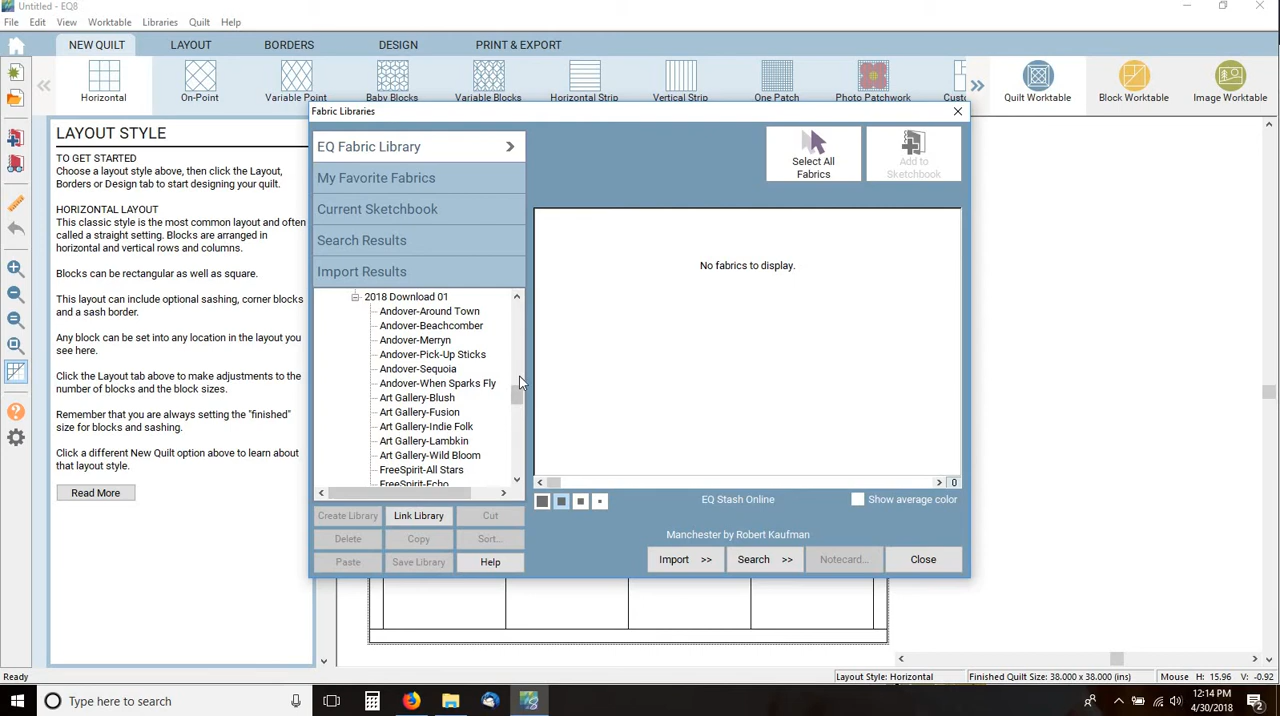 Untitled - EQ8
File Edit View Worktable Libraries Quilt Help
NEW QUILT LAYOUT BORDERS DESIGN PRINT & EXPORT
Horizontal On-Point Variable Point Baby Blocks Variable Blocks Horizontal Strip Vertical Strip One Patch Photo Patchwork Custo Quilt Worktable Block Worktable Image Worktable
LAYOUT STYLE
TO GET STARTED
Choose a layout style above, then click the Layout,
Borders or Design tab to start designing your quilt.
HORIZONTAL LAYOUT
This classic style is the most common layout and often
called a straight setting. Blocks are arranged in
horizontal and vertical rows and columns.
Blocks can be rectangular as well as square.
This layout can include optional sashing, corner blocks
and a sash border.
Any block can be set into any location in the layout you
see here.
Click the Layout tab above to make adjustments to the
number of blocks and the block sizes.
Remember that you are always setting the "finished"
size for blocks and sashing.
Click a different New Quilt option above to learn about
that layout style.
Read More
Fabric Libraries
EQ Fabric Library
My Favorite Fabrics
Current Sketchbook
Search Results
Import Results
2018 Download 01
Andover-Around Town
Andover-Beachcomber
Andover-Merryn
Andover-Pick-Up Sticks
Andover-Sequoia
Andover-When Sparks Fly
Art Gallery-Blush
Art Gallery-Fusion
Art Gallery-Indie Folk
Art Gallery-Lambkin
Art Gallery-Wild Bloom
FreeSpirit-All Stars
FreeSpirit-Echo
Create Library Link Library Cut
Delete Copy Sort...
Paste Save Library Help
Select All
Fabrics
Add to
Sketchbook
No fabrics to display.
0
EQ Stash Online
Show average color
Manchester by Robert Kaufman
Import >> Search >> Notecard... Close
Ready
Layout Style: Horizontal Finished Quilt Size: 38.000 x 38.000 (ins) Mouse H: 15.96 V: -0.92
Type here to search
12:14 PM
4/30/2018
2